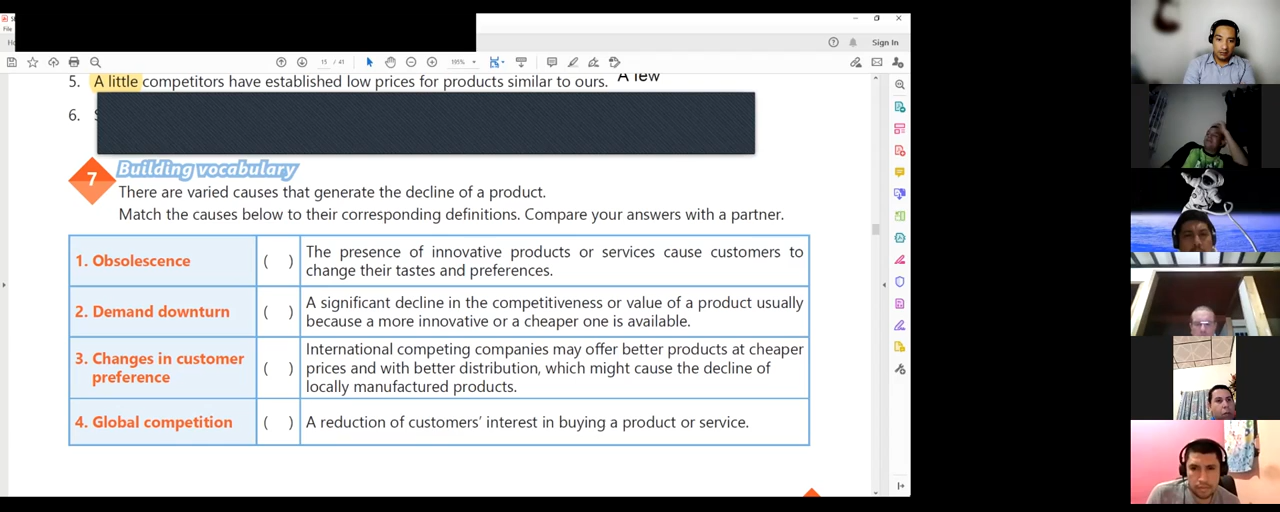 File
Sign In
15 / 41
195%
5. A little competitors have established low prices for products similar to ours. A few
6.
7 Building vocabulary
There are varied causes that generate the decline of a product.
Match the causes below to their corresponding definitions. Compare your answers with a partner.
1. Obsolescence ( ) The presence of innovative products or services cause customers to
change their tastes and preferences.
2. Demand downturn ( ) A significant decline in the competitiveness or value of a product usually
because a more innovative or a cheaper one is available.
3. Changes in customer
preference
( ) International competing companies may offer better products at cheaper
prices and with better distribution, which might cause the decline of
locally manufactured products.
4. Global competition ( ) A reduction of customers' interest in buying a product or service.